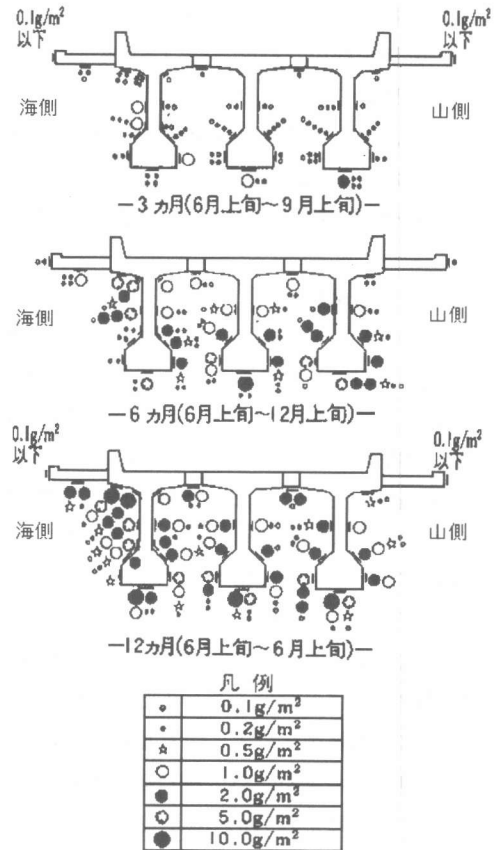 0.1g/m²
以下
0.1g/m²
以下
海側
山側
—3ヵ月(6月上旬〜9月上旬)—
海側
山側
—6ヵ月(6月上旬〜12月上旬)—
0.1g/m²
以下
0.1g/m²
以下
海側
山側
—12ヵ月(6月上旬〜6月上旬)—
凡例
0.1g/m²
0.2g/m²
0.5g/m²
1.0g/m²
2.0g/m²
5.0g/m²
10.0g/m²